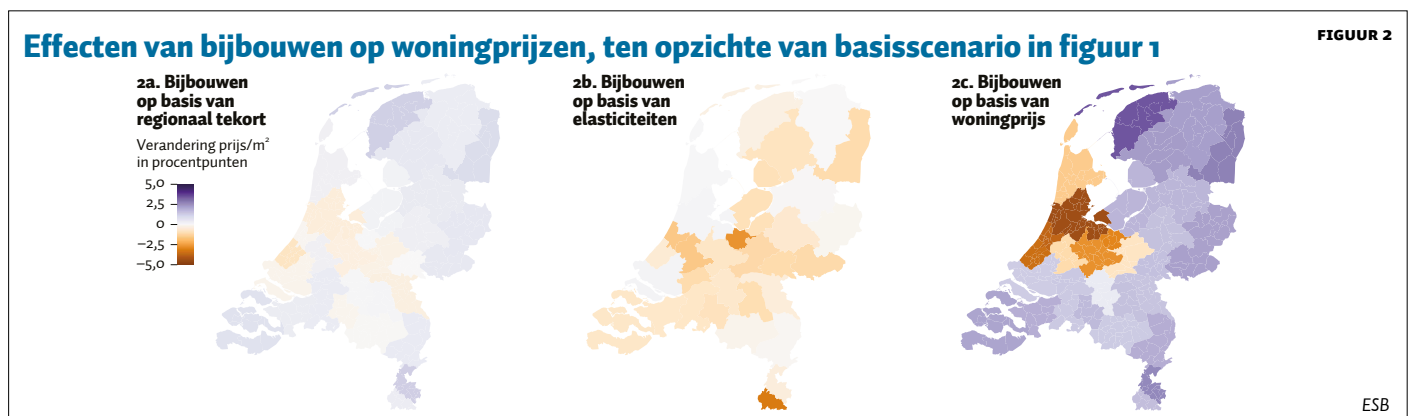 FIGUUR 2
Effecten van bijbouwen op woningprijzen, ten opzichte van basisscenario in figuur 1
2a. Bijbouwen
op basis van
regionaal tekort
Verandering prijs/m²
in procentpunten
5,0
2,5
0
−2,5
−5,0
2b. Bijbouwen
op basis van
elasticiteiten
2c. Bijbouwen
op basis van
woningprijs
ESB